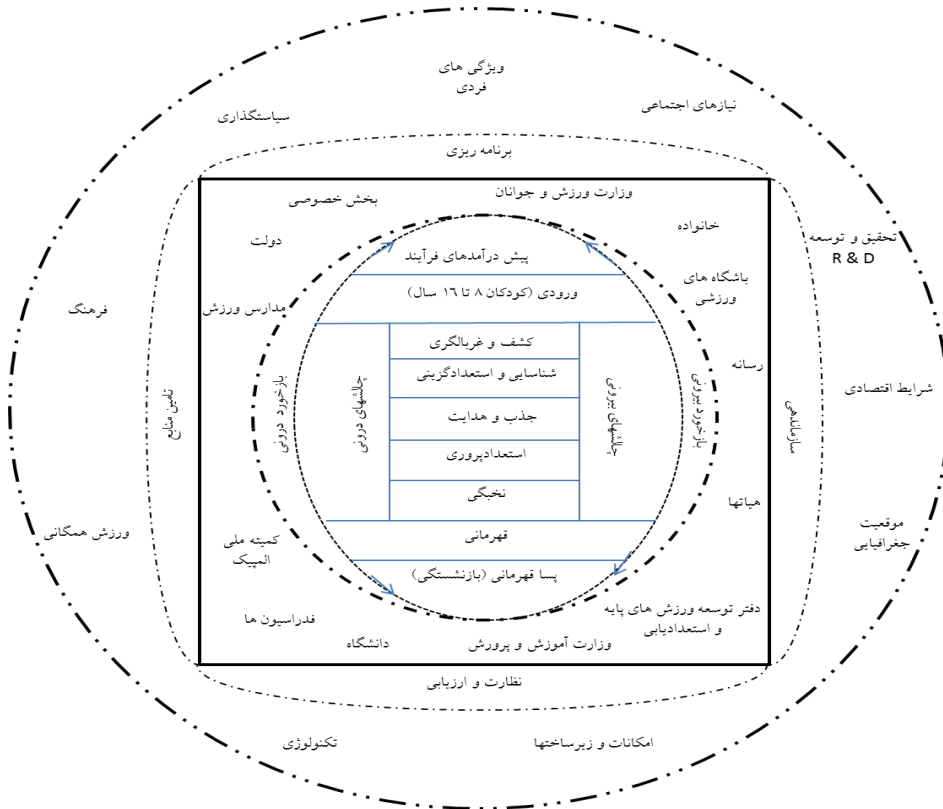 ویژگی های
فردی
نیازهای اجتماعی
سیاستگذاری
برنامه ریزی
وزارت ورزش و جوانان
بخش خصوصی
خانواده
دولت
تحقیق و توسعه
R & D
پیش درآمدهای فرآیند
باشگاه های
ورزشی
ورودی (کودکان ۸ تا ۱۶ سال)
مدارس ورزش
فرهنگ
کشف و غربالگری
رسانه
شناسایی و استعدادگزینی
شرایط اقتصادی
سازماندهی
بازخورد بیرونی
چالشهای بیرونی
جذب و هدایت
چالشهای درونی
بازخورد درونی
تامین منابع
استعدادپروری
نخبگی
هیاتها
موقعیت
جغرافیایی
ورزش همگانی
قهرمانی
کمیته ملی
المپیک
پسا قهرمانی (بازنشستگی)
دفتر توسعه ورزش های پایه
و استعدادیابی
فدراسیون ها
وزارت آموزش و پرورش
دانشگاه
نظارت و ارزیابی
امکانات و زیرساختها
تکنولوژی